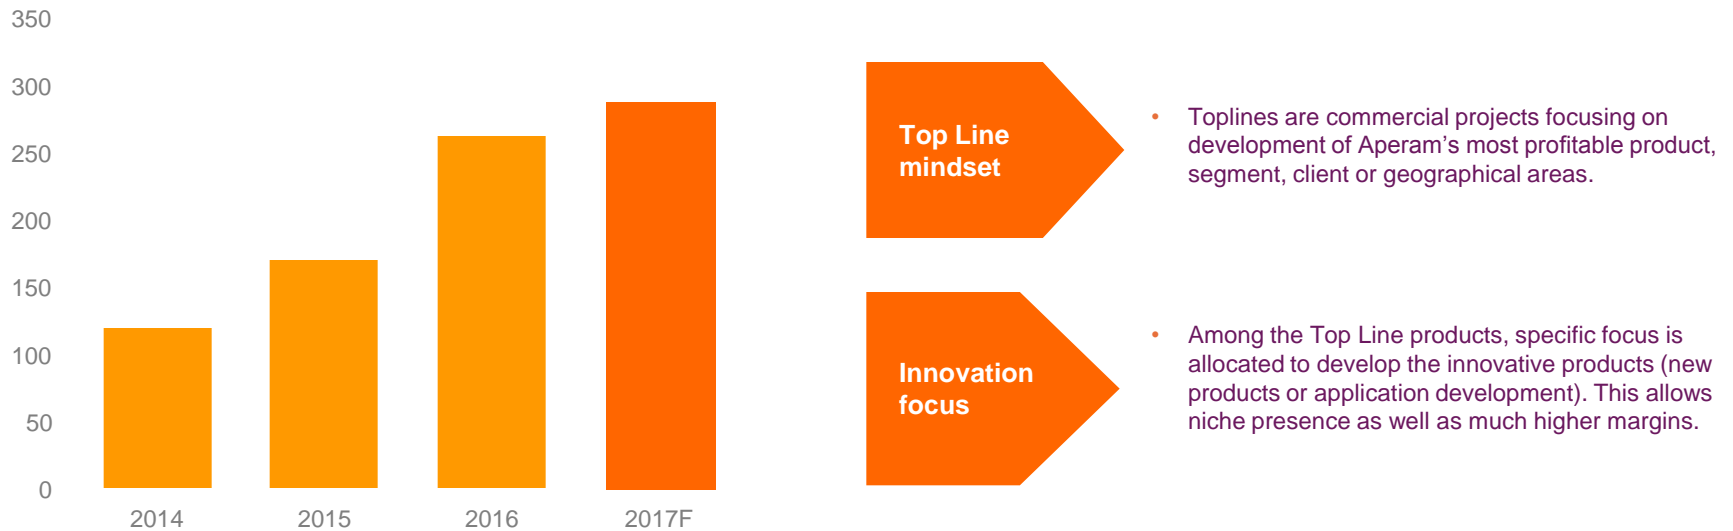 350
300
250
200
150
100
50
0
2014
2015
2016
2017F
Top Line
mindset
• Toplines are commercial projects focusing on
development of Aperam’s most profitable product,
segment, client or geographical areas.
Innovation
focus
• Among the Top Line products, specific focus is
allocated to develop the innovative products (new
products or application development). This allows
niche presence as well as much higher margins.